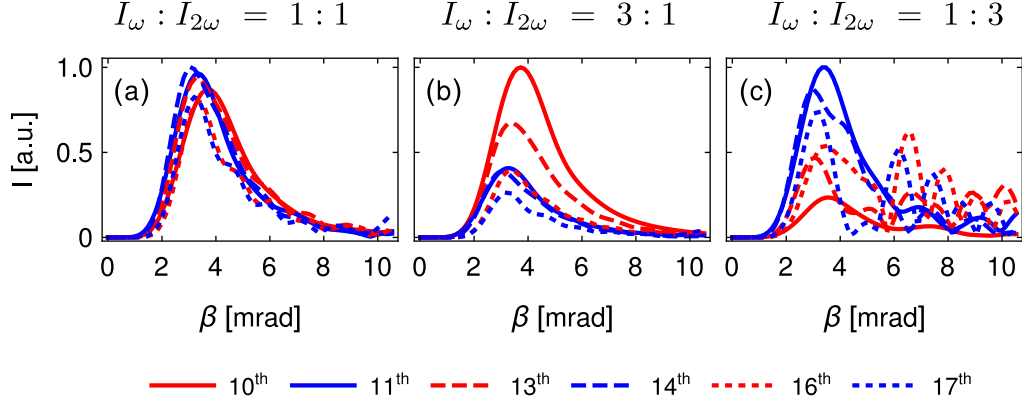 I_ω : I_2ω = 1 : 1 I_ω : I_2ω = 3 : 1 I_ω : I_2ω = 1 : 3
(a) (b) (c)
1.0
0.5
0
I [a.u.]
0 2 4 6 8 10 0 2 4 6 8 10 0 2 4 6 8 10
β [mrad] β [mrad] β [mrad]
10th 11th 13th 14th 16th 17th